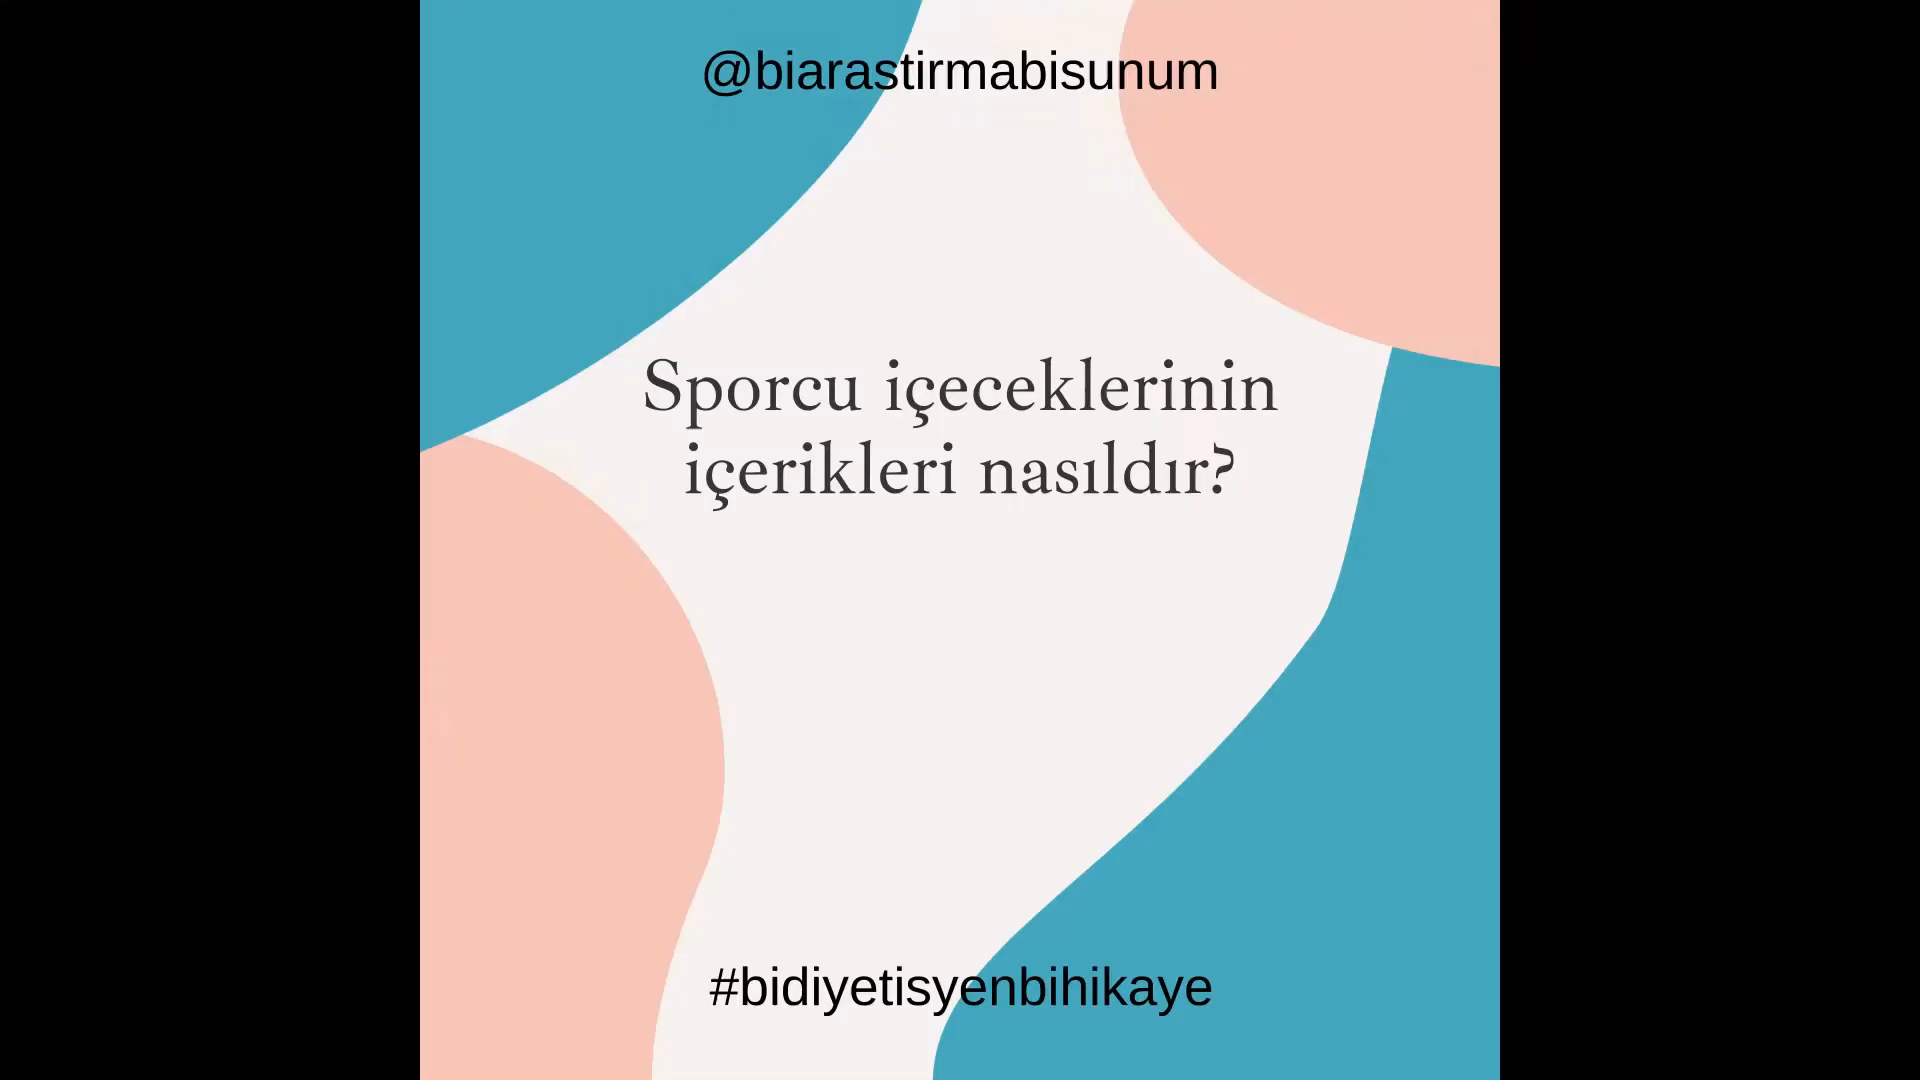 @biarastirmabisunum
Sporcu içeceklerinin
içerikleri nasıldır?
#bidiyetisyenbihikaye